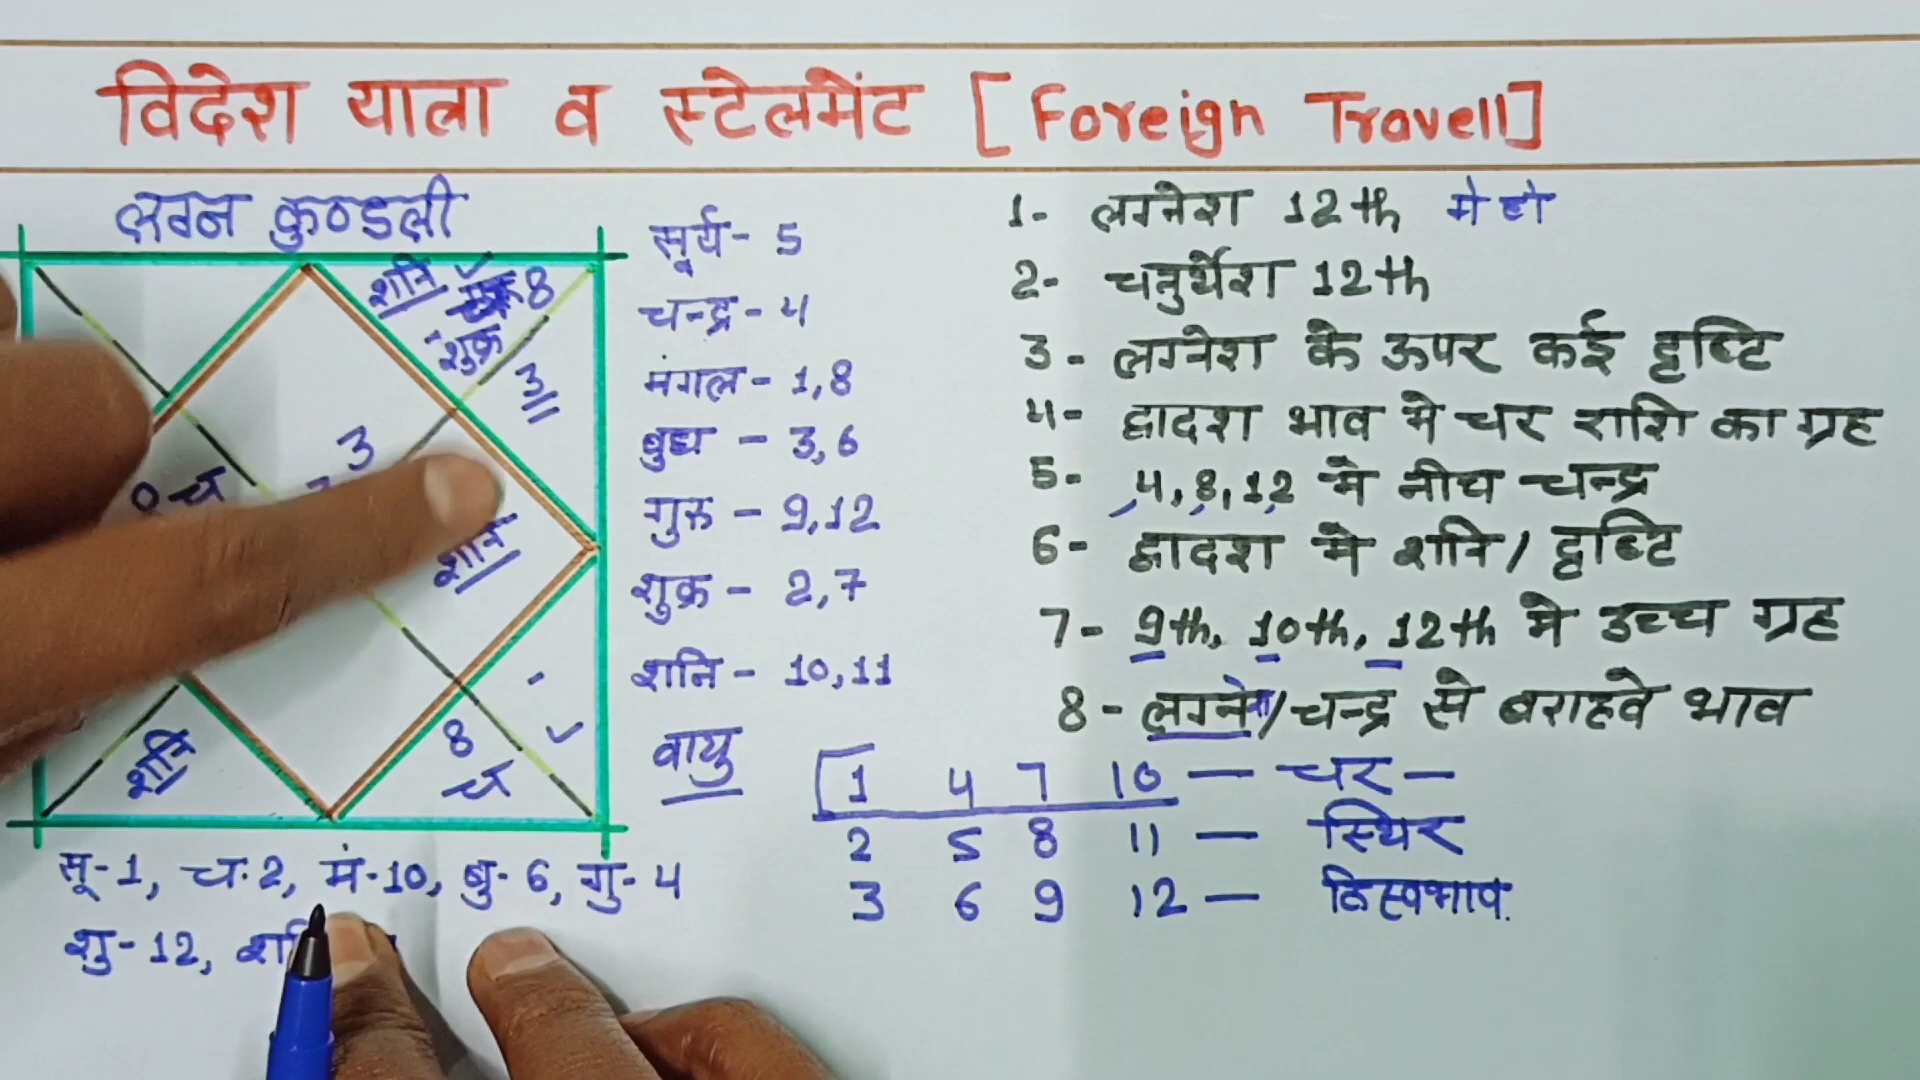 विदेश यात्रा व स्टेलमेंट [Foreign Travell]
लग्न कुण्डली
शनि 8
शुक्र
3
3
च
शनि
शनि
8
च
सूर्य - 5
चन्द्र - 4
मंगल - 1,8
बुध - 3,6
गुरु - 9,12
शुक्र - 2,7
शनि - 10,11
वायु
1- लग्नेश 12th मे हो
2- चतुर्थेश 12th
3- लग्नेश के ऊपर कई दृष्टि
4- द्वादश भाव मे चर राशि का ग्रह
5- 4,8,12 मे नीच चन्द्र
6- द्वादश मे शनि/दृष्टि
7- 9th, 10th, 12th मे उच्च ग्रह
8- लग्नेश/चन्द्र से बराहवे भाव
1 4 7 10 — चर —
2 5 8 11 — स्थिर
3 6 9 12 — द्विस्वभाव
सू-1, च-2, मं-10, बु-6, गु-4
शु-12,